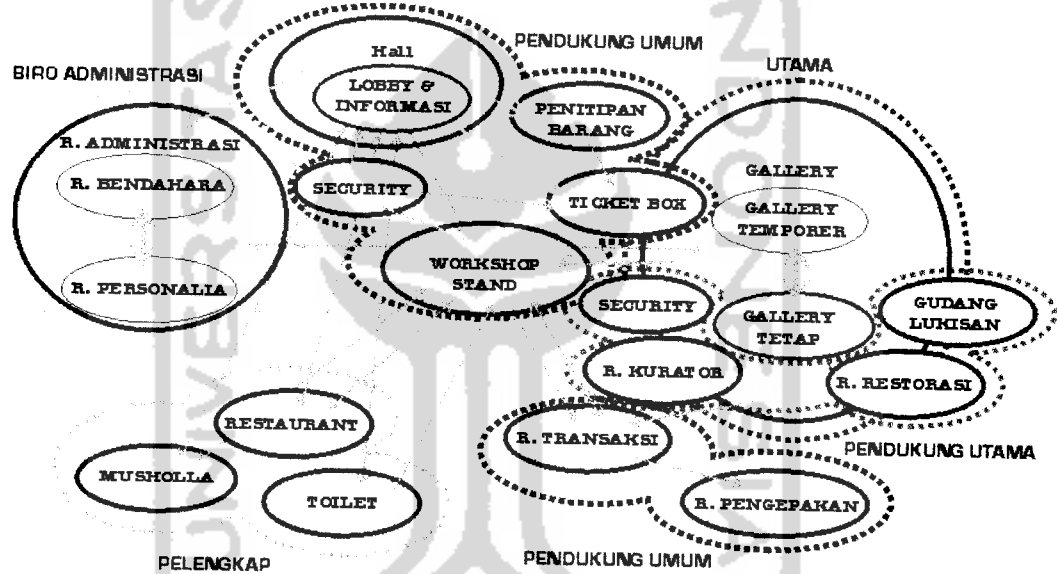 PENDUKUNG UMUM
Hall
UTAMA
BIRO ADMINISTRASI
LOBBY &
INFORMASI
PENITIPAN
BARANG
R. ADMINISTRASI
R. BENDAHARA
SECURITY
TICKET BOX
GALLERY
GALLERY
TEMPORER
WORKSHOP
STAND
R. PERSONALIA
SECURITY
GALLERY
TETAP
GUDANG
LUKISAN
R. KURATOR
R. RESTORASI
RESTAURANT
R. TRANSAKSI
PENDUKUNG UTAMA
MUSHOLLA
TOILET
R. PENGEPAKAN
PELENGKAP
PENDUKUNG UMUM
UNIVERSITAS